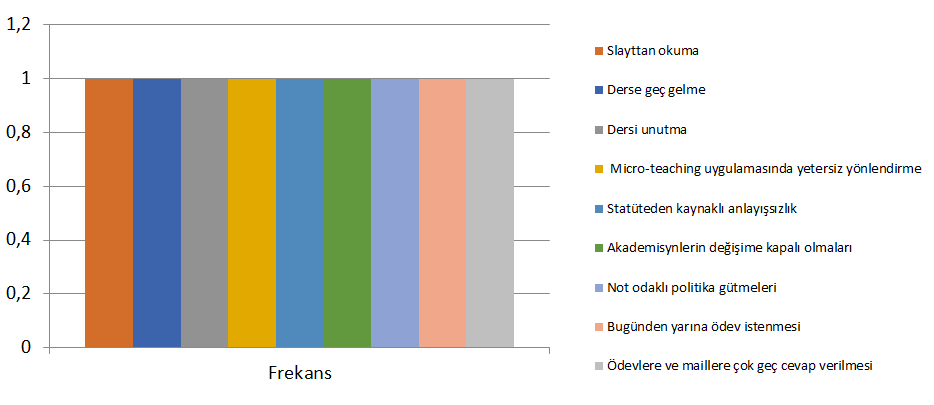 1,2
1
0,8
0,6
0,4
0,2
0
Frekans
Slayttan okuma
Derse geç gelme
Dersi unutma
Micro-teaching uygulamasında yetersiz yönlendirme
Statüteden kaynaklı anlayışsızlık
Akademisynlerin değişime kapalı olmaları
Not odaklı politika gütmeleri
Bugünden yarına ödev istenmesi
Ödevlere ve maillere çok geç cevap verilmesi